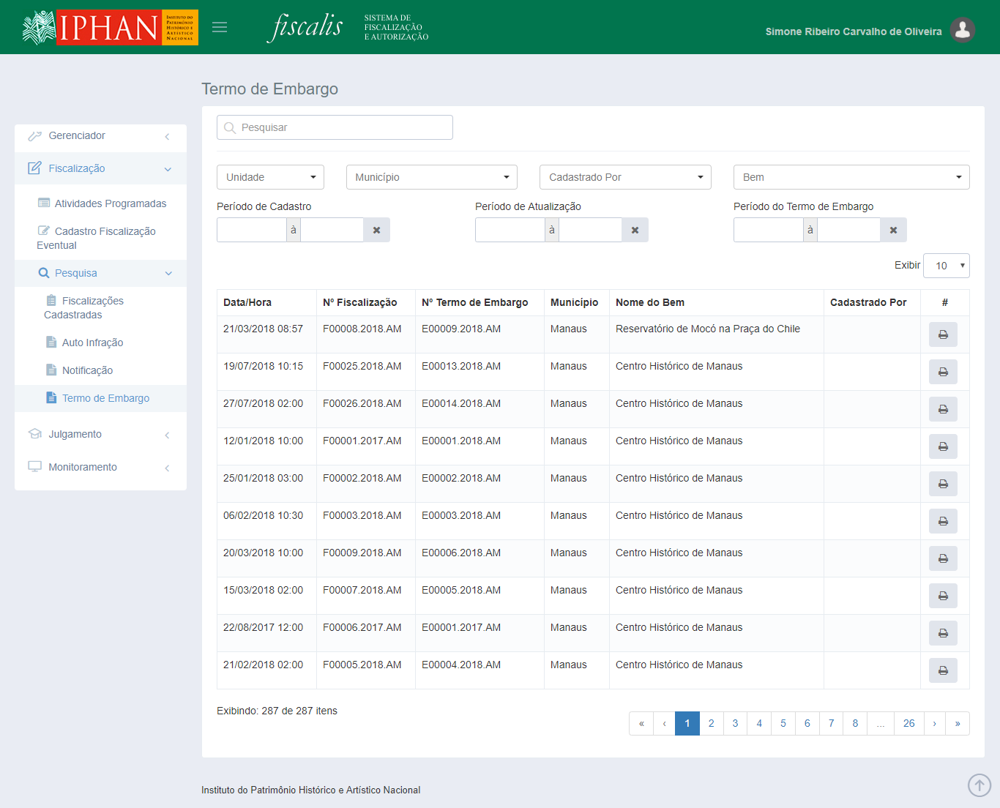 IPHAN
INSTITUTO DO
PATRIMÔNIO
HISTÓRICO E
ARTÍSTICO
NACIONAL
fiscalis
SISTEMA DE
FISCALIZAÇÃO
E AUTORIZAÇÃO
Simone Ribeiro Carvalho de Oliveira
Termo de Embargo
Gerenciador
Fiscalização
Atividades Programadas
Cadastro Fiscalização
Eventual
Pesquisa
Fiscalizações
Cadastradas
Auto Infração
Notificação
Termo de Embargo
Julgamento
Monitoramento
Pesquisar
Unidade Município Cadastrado Por Bem
Período de Cadastro Período de Atualização Período do Termo de Embargo
à à à
Exibir 10
Data/Hora Nº Fiscalização Nº Termo de Embargo Município Nome do Bem Cadastrado Por #
21/03/2018 08:57 F00008.2018.AM E00009.2018.AM Manaus Reservatório de Mocó na Praça do Chile
19/07/2018 10:15 F00025.2018.AM E00013.2018.AM Manaus Centro Histórico de Manaus
27/07/2018 02:00 F00026.2018.AM E00014.2018.AM Manaus Centro Histórico de Manaus
12/01/2018 10:00 F00001.2017.AM E00001.2018.AM Manaus Centro Histórico de Manaus
25/01/2018 03:00 F00002.2018.AM E00002.2018.AM Manaus Centro Histórico de Manaus
06/02/2018 10:30 F00003.2018.AM E00003.2018.AM Manaus Centro Histórico de Manaus
20/03/2018 10:00 F00009.2018.AM E00006.2018.AM Manaus Centro Histórico de Manaus
15/03/2018 02:00 F00007.2018.AM E00005.2018.AM Manaus Centro Histórico de Manaus
22/08/2017 12:00 F00006.2017.AM E00001.2017.AM Manaus Centro Histórico de Manaus
21/02/2018 02:00 F00005.2018.AM E00004.2018.AM Manaus Centro Histórico de Manaus
Exibindo: 287 de 287 itens
« ‹ 1 2 3 4 5 6 7 8 ... 26 › »
Instituto do Patrimônio Histórico e Artístico Nacional